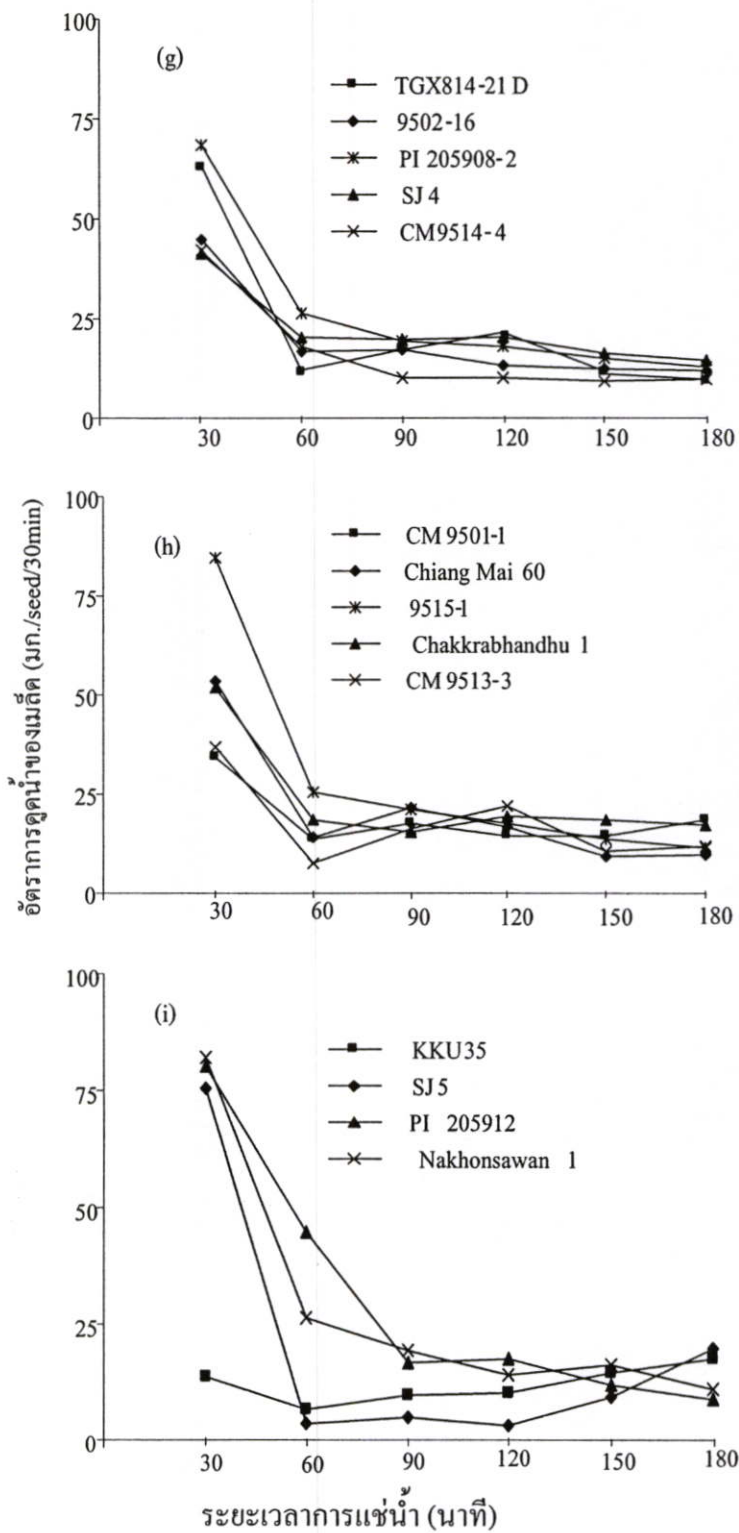 100
(g)
TGX814-21 D
75
9502-16
PI 205908-2
50
SJ 4
CM9514-4
25
0
30 60 90 120 150 180
อัตราการดูดน้ำของเมล็ด (มก./seed/30min)
100
(h)
CM 9501-1
Chiang Mai 60
75
9515-1
Chakkrabhandhu 1
50
CM 9513-3
25
0
30 60 90 120 150 180
100
(i)
KKU35
75
SJ 5
PI 205912
Nakhonsawan 1
50
25
0
30 60 90 120 150 180
ระยะเวลาการแช่น้ำ (นาที)